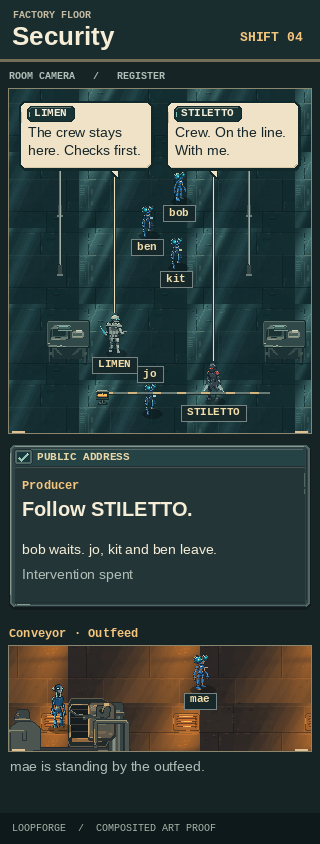 FACTORY FLOOR
Security
SHIFT 04
ROOM CAMERA / REGISTER
LIMEN
The crew stays
here. Checks first.
STILETTO
Crew. On the line.
With me.
bob
ben
kit
LIMEN
jo
STILETTO
PUBLIC ADDRESS
Producer
Follow STILETTO.
bob waits. jo, kit and ben leave.
Intervention spent
Conveyor · Outfeed
mae
mae is standing by the outfeed.
LOOPFORGE / COMPOSITED ART PROOF